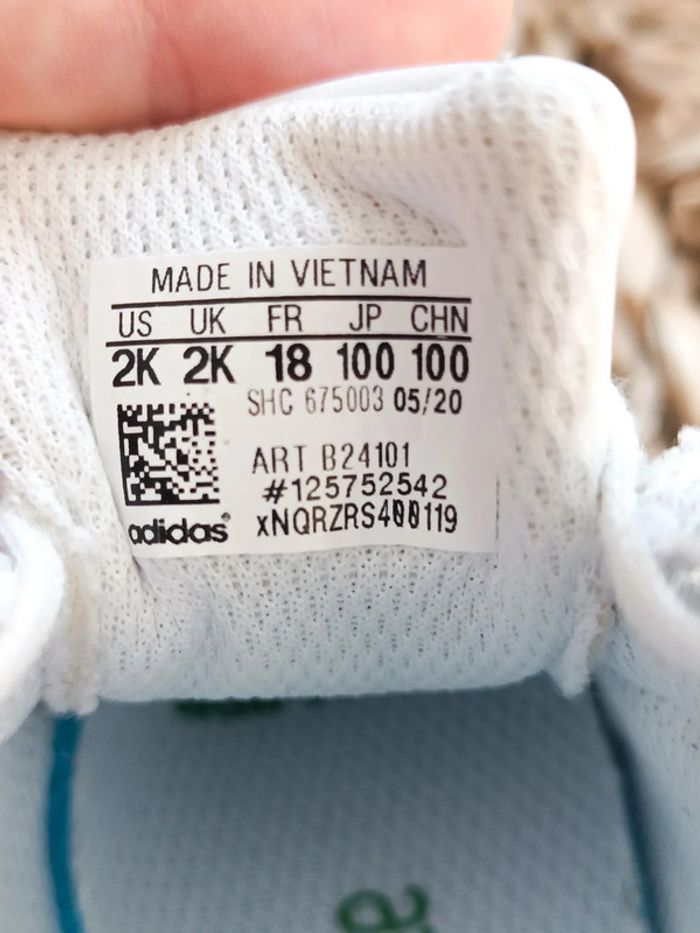 MADE IN VIETNAM
US UK FR JP CHN
2K 2K 18 100 100
SHC 675003 05/20
ART B24101
#125752542
adidas®